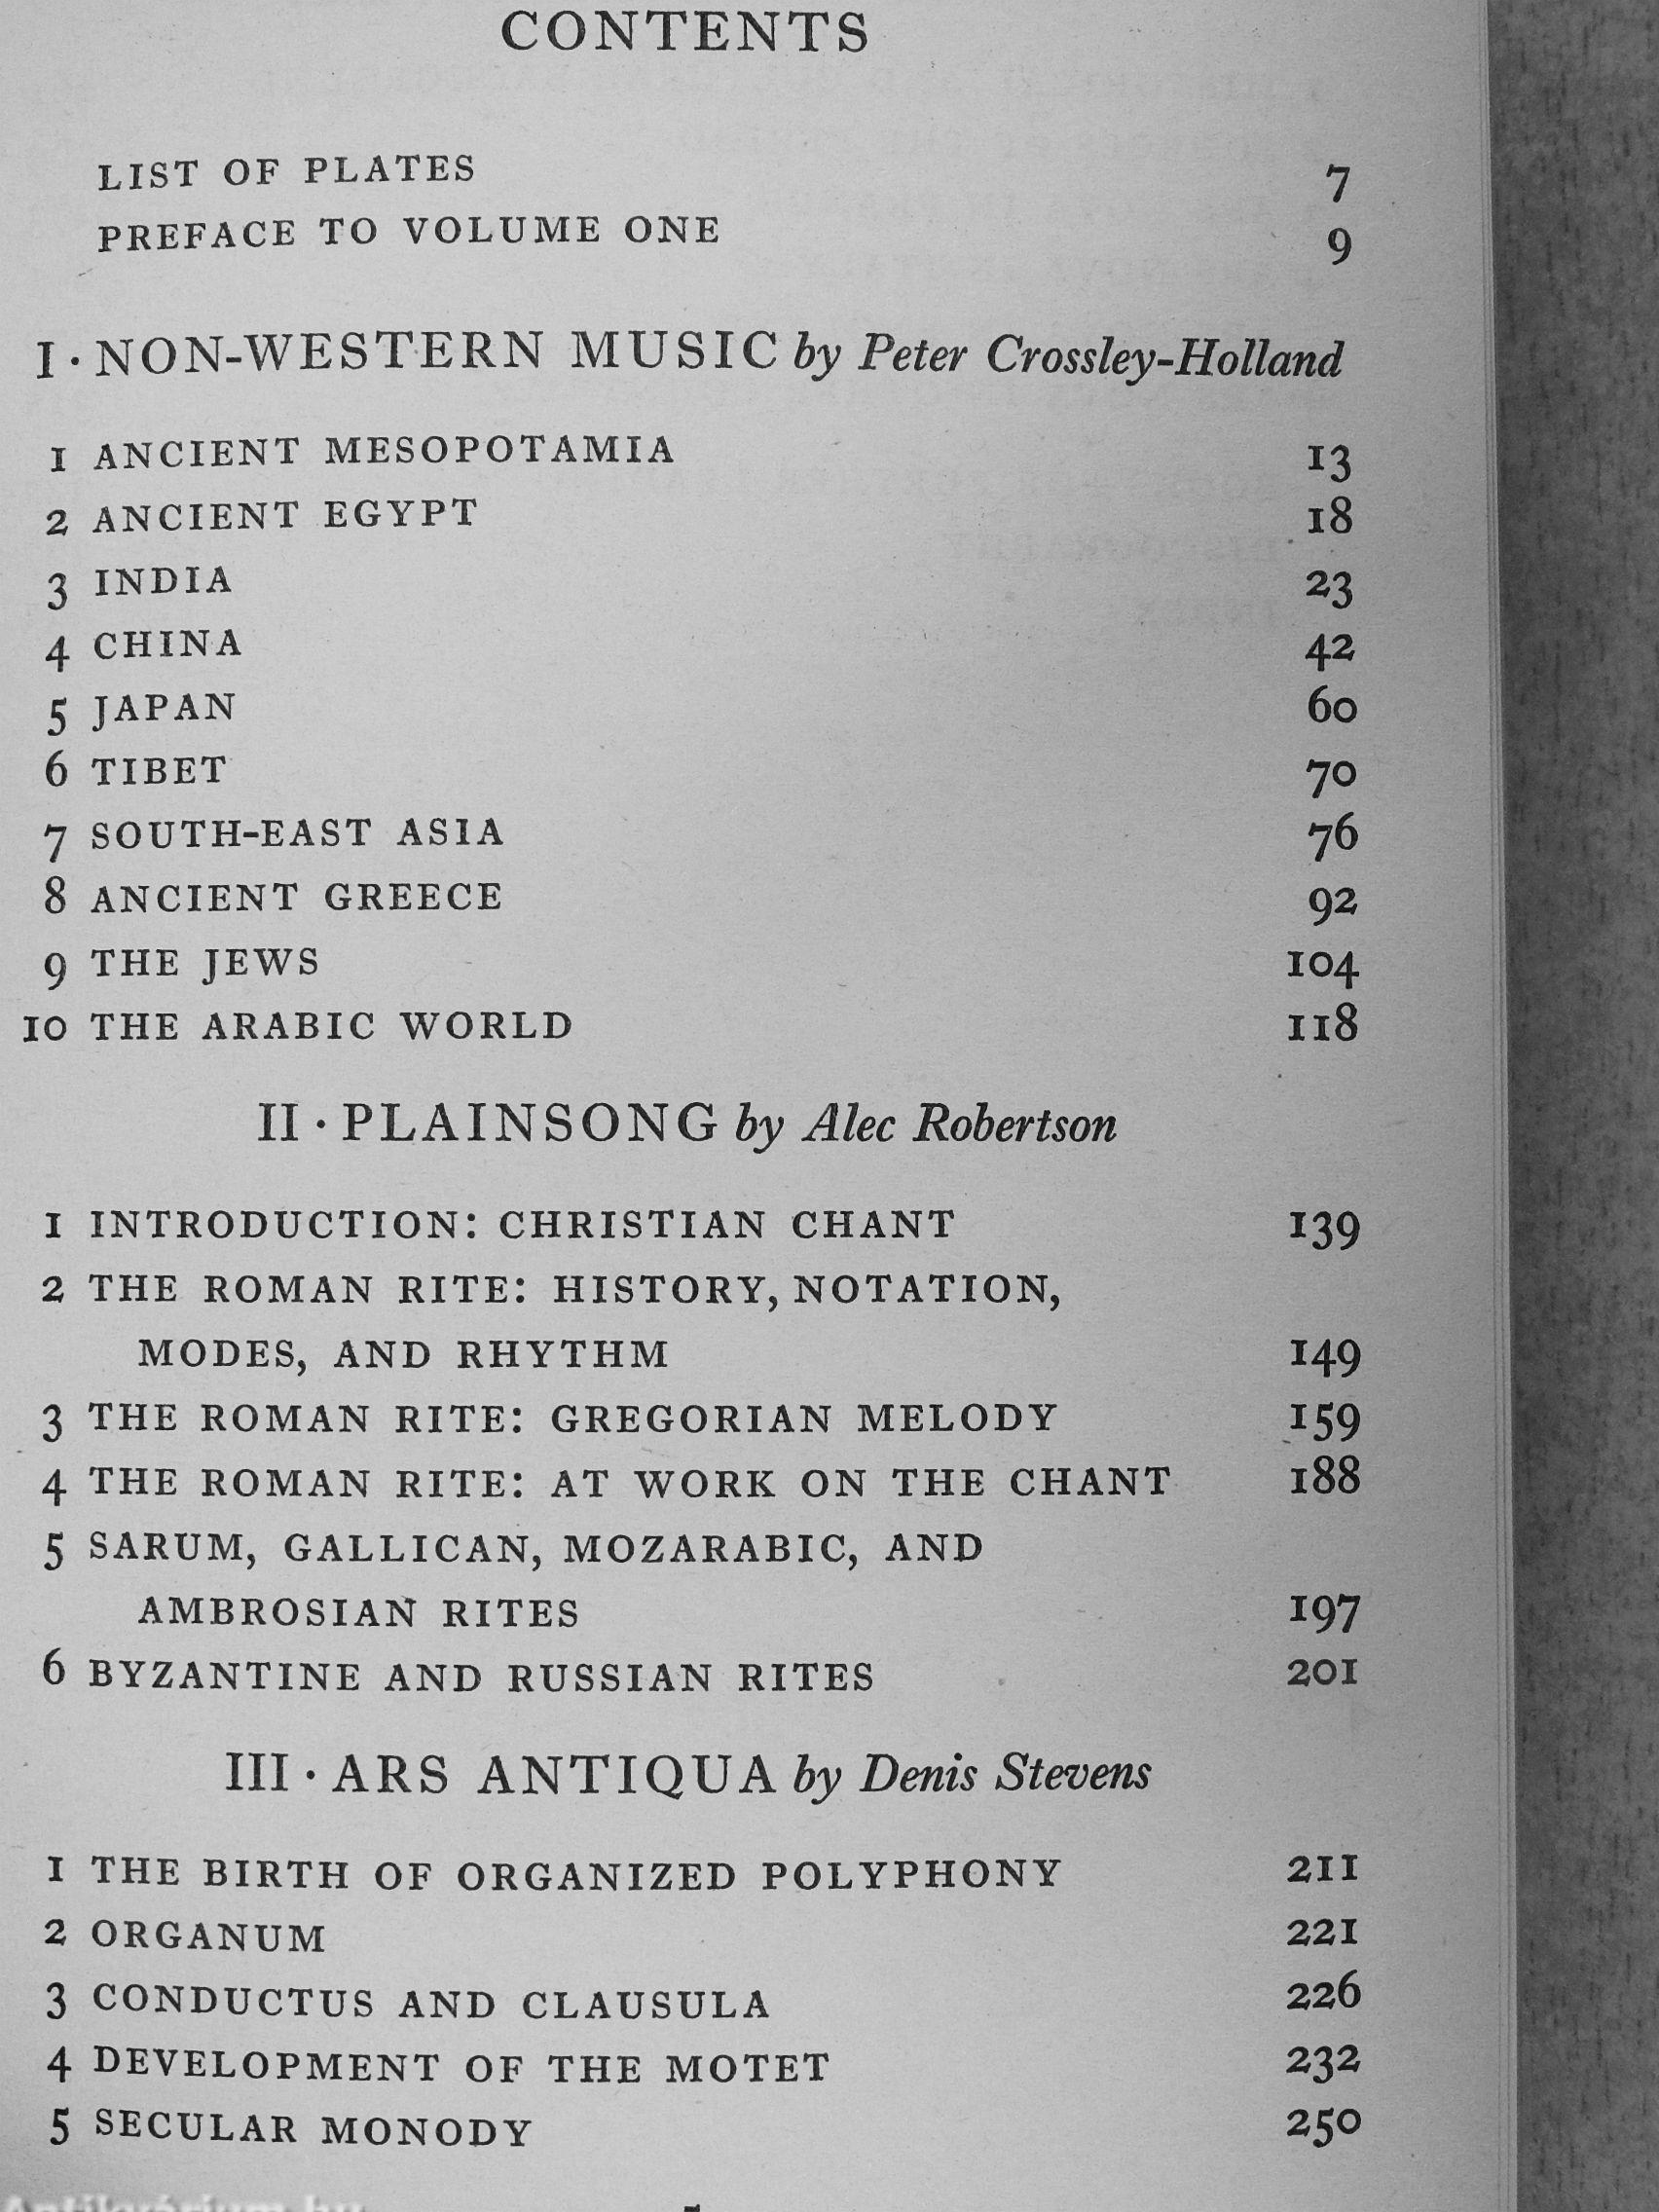 CONTENTS
LIST OF PLATES 7
PREFACE TO VOLUME ONE 9
I · NON-WESTERN MUSIC by Peter Crossley-Holland
1 ANCIENT MESOPOTAMIA 13
2 ANCIENT EGYPT 18
3 INDIA 23
4 CHINA 42
5 JAPAN 60
6 TIBET 70
7 SOUTH-EAST ASIA 76
8 ANCIENT GREECE 92
9 THE JEWS 104
10 THE ARABIC WORLD 118
II · PLAINSONG by Alec Robertson
1 INTRODUCTION: CHRISTIAN CHANT 139
2 THE ROMAN RITE: HISTORY, NOTATION,
MODES, AND RHYTHM 149
3 THE ROMAN RITE: GREGORIAN MELODY 159
4 THE ROMAN RITE: AT WORK ON THE CHANT 188
5 SARUM, GALLICAN, MOZARABIC, AND
AMBROSIAN RITES 197
6 BYZANTINE AND RUSSIAN RITES 201
III · ARS ANTIQUA by Denis Stevens
1 THE BIRTH OF ORGANIZED POLYPHONY 211
2 ORGANUM 221
3 CONDUCTUS AND CLAUSULA 226
4 DEVELOPMENT OF THE MOTET 232
5 SECULAR MONODY 250